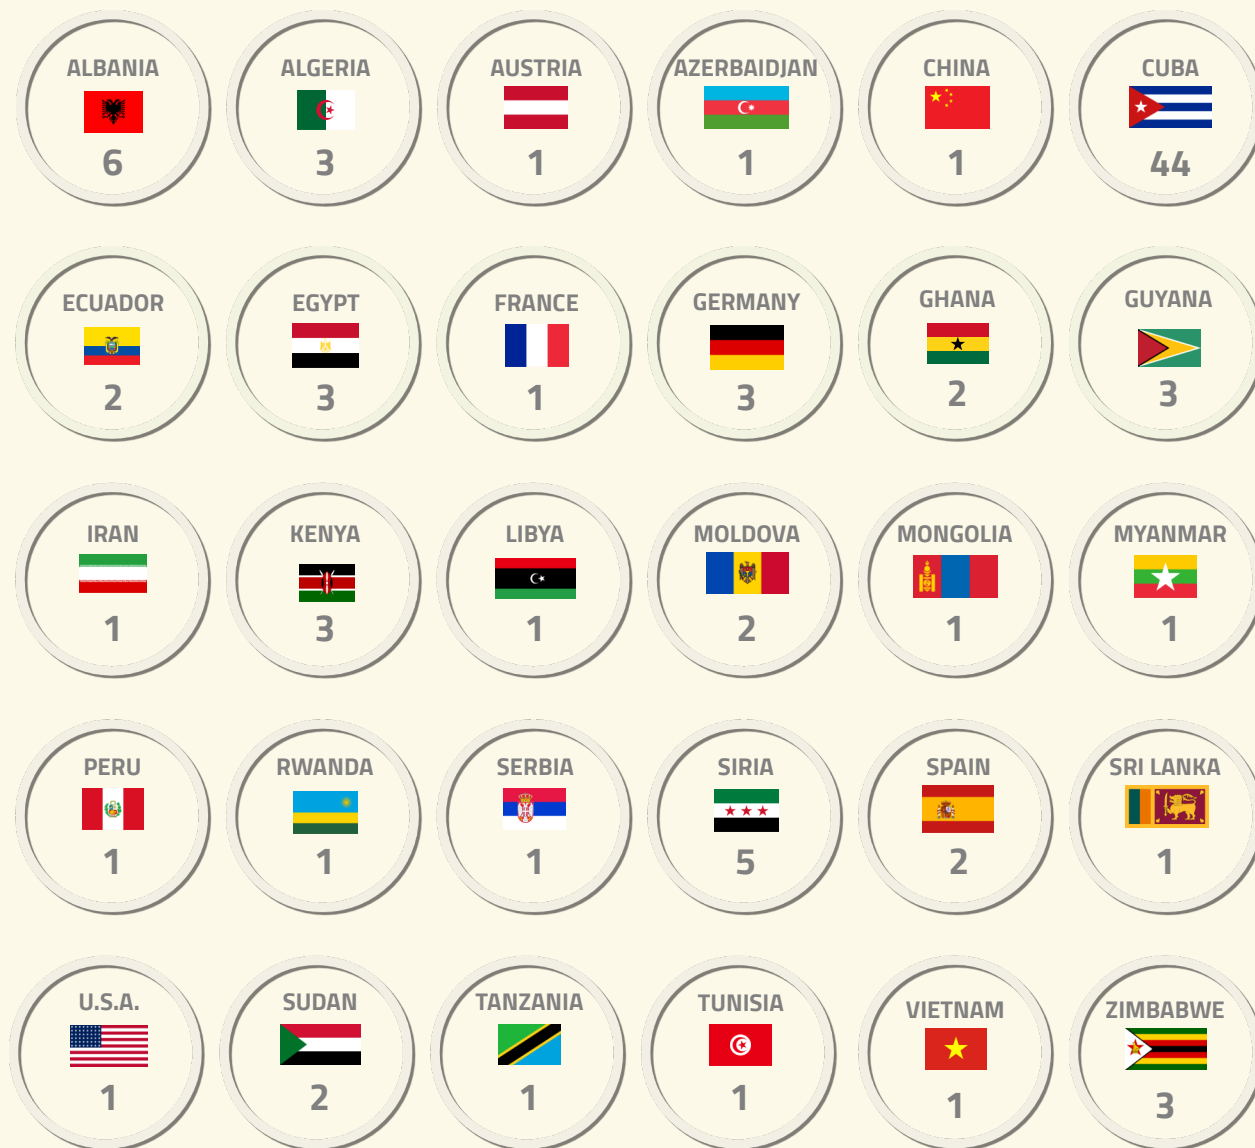 ALBANIA
6
ALGERIA
3
AUSTRIA
1
AZERBAIDJAN
1
CHINA
1
CUBA
44
ECUADOR
2
EGYPT
3
FRANCE
1
GERMANY
3
GHANA
2
GUYANA
3
IRAN
1
KENYA
3
LIBYA
1
MOLDOVA
2
MONGOLIA
1
MYANMAR
1
PERU
1
RWANDA
1
SERBIA
1
SIRIA
5
SPAIN
2
SRI LANKA
1
U.S.A.
1
SUDAN
2
TANZANIA
1
TUNISIA
1
VIETNAM
1
ZIMBABWE
3